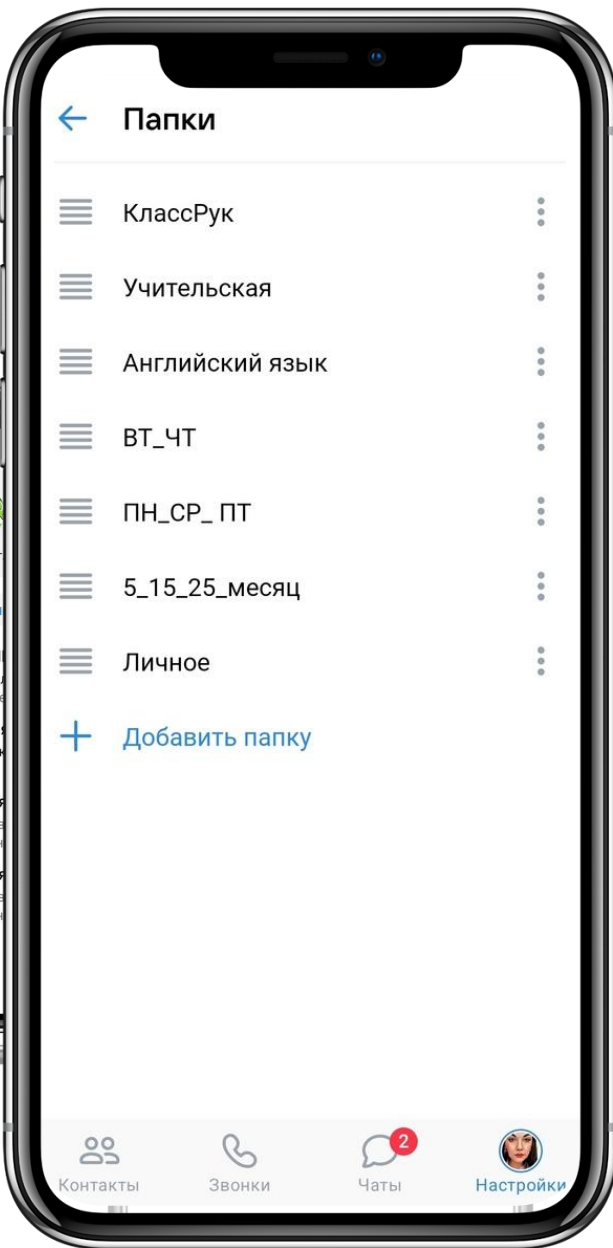 Папки
КлассРук
Учительская
Английский язык
ВТ_ЧТ
ПН_СР_ ПТ
5_15_25_месяц
Личное
Добавить папку
2
Контакты
Звонки
Чаты
Настройки